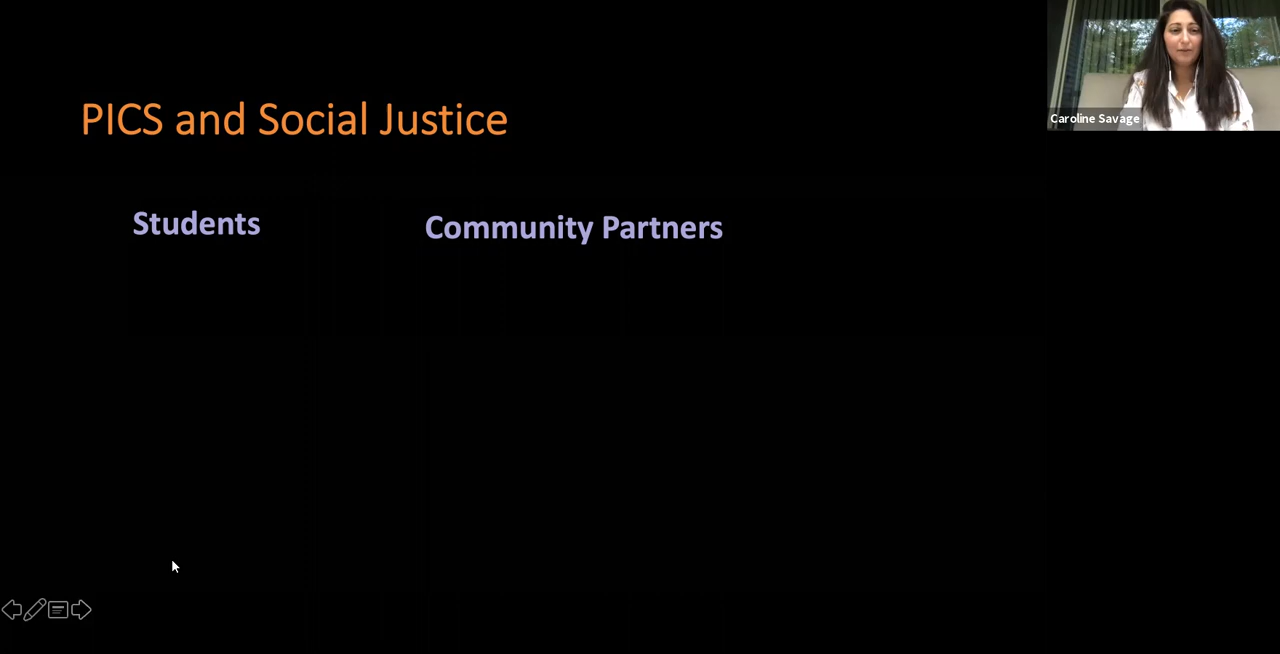 PICS and Social Justice
Caroline Savage
Students
Community Partners